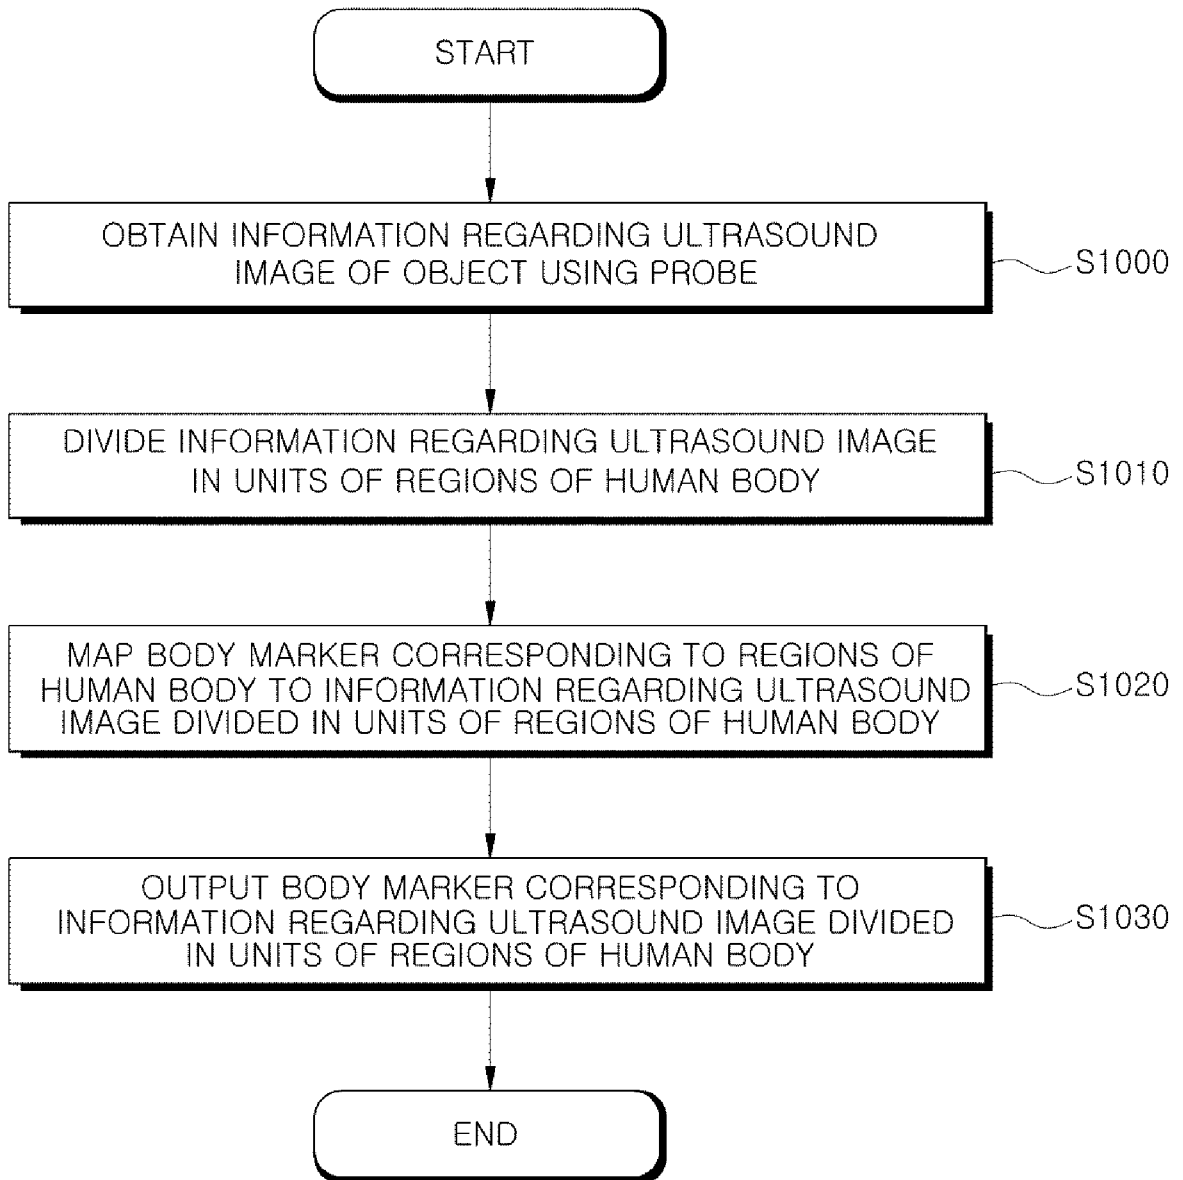 START
OBTAIN INFORMATION REGARDING ULTRASOUND
IMAGE OF OBJECT USING PROBE
S1000
DIVIDE INFORMATION REGARDING ULTRASOUND IMAGE
IN UNITS OF REGIONS OF HUMAN BODY
S1010
MAP BODY MARKER CORRESPONDING TO REGIONS OF
HUMAN BODY TO INFORMATION REGARDING ULTRASOUND
IMAGE DIVIDED IN UNITS OF REGIONS OF HUMAN BODY
S1020
OUTPUT BODY MARKER CORRESPONDING TO
INFORMATION REGARDING ULTRASOUND IMAGE DIVIDED
IN UNITS OF REGIONS OF HUMAN BODY
S1030
END